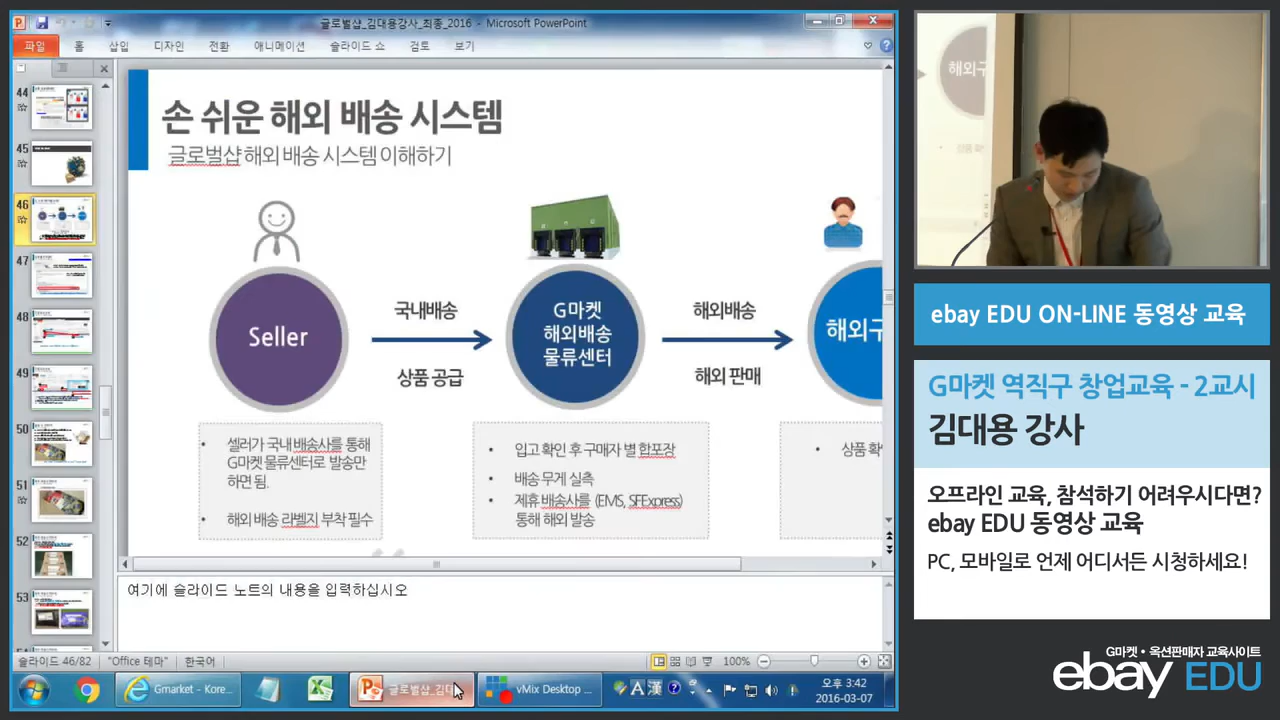 글로벌샵_김대용강사_최종_2016 - Microsoft PowerPoint
파일 홈 삽입 디자인 전환 애니메이션 슬라이드 쇼 검토 보기
44
45
46
47
48
49
50
51
52
53
손 쉬운 해외 배송 시스템
글로벌샵 해외 배송 시스템 이해하기
Seller
국내배송
상품 공급
G마켓
해외배송
물류센터
해외배송
해외 판매
해외구
• 셀러가 국내 배송사를 통해
G마켓 물류센터로 발송만
하면 됨.
• 해외 배송 라벨지 부착 필수
• 입고 확인 후 구매자 별 합포장
• 배송 무게 실측
• 제휴 배송사를 (EMS, SFExpress)
통해 해외 발송
• 상품 확
여기에 슬라이드 노트의 내용을 입력하십시오
슬라이드 46/82 "Office 테마" 한국어 100%
Gmarket - Kore...
글로벌샵_김대
vMix Desktop ...
A 漢
오후 3:42
2016-03-07
해외구
ebay EDU ON-LINE 동영상 교육
G마켓 역직구 창업교육 - 2교시
김대용 강사
오프라인 교육, 참석하기 어려우시다면?
ebay EDU 동영상 교육
PC, 모바일로 언제 어디서든 시청하세요!
G마켓 • 옥션판매자 교육사이트
ebay EDU